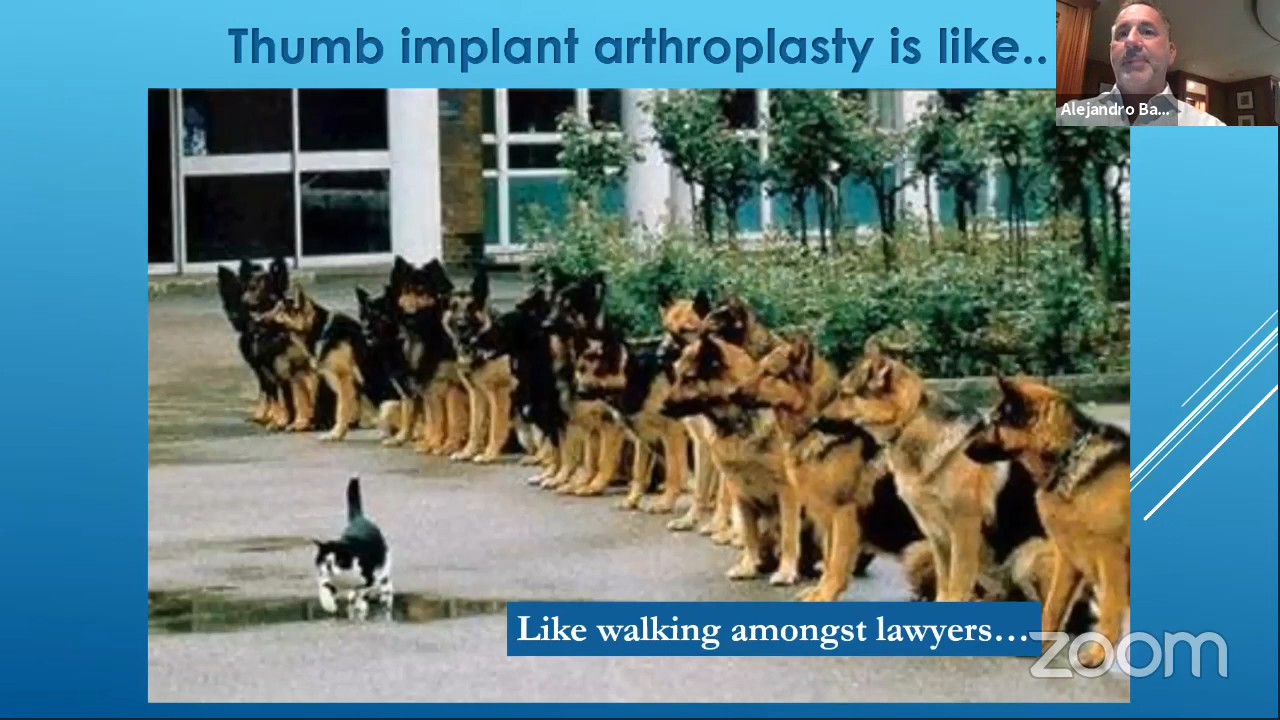 Thumb implant arthroplasty is like..
Alejandro Ba...
Like walking amongst lawyers…
zoom